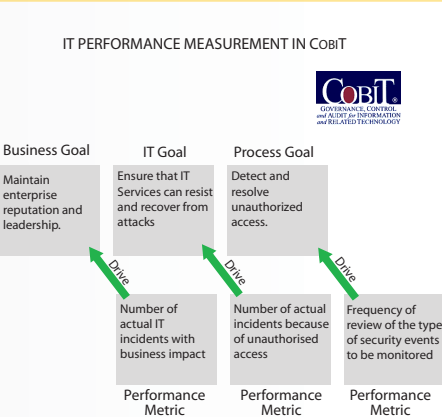 IT PERFORMANCE MEASUREMENT IN COBIT
COBIT®
GOVERNANCE, CONTROL
and AUDIT for INFORMATION
and RELATED TECHNOLOGY
Business Goal
IT Goal
Process Goal
Maintain
enterprise
reputation and
leadership.
Ensure that IT
Services can resist
and recover from
attacks
Detect and
resolve
unauthorized
access.
Drive
Drive
Drive
Number of
actual IT
incidents with
business impact
Number of actual
incidents because
of unauthorised
access
Frequency of
review of the type
of security events
to be monitored
Performance
Metric
Performance
Metric
Performance
Metric